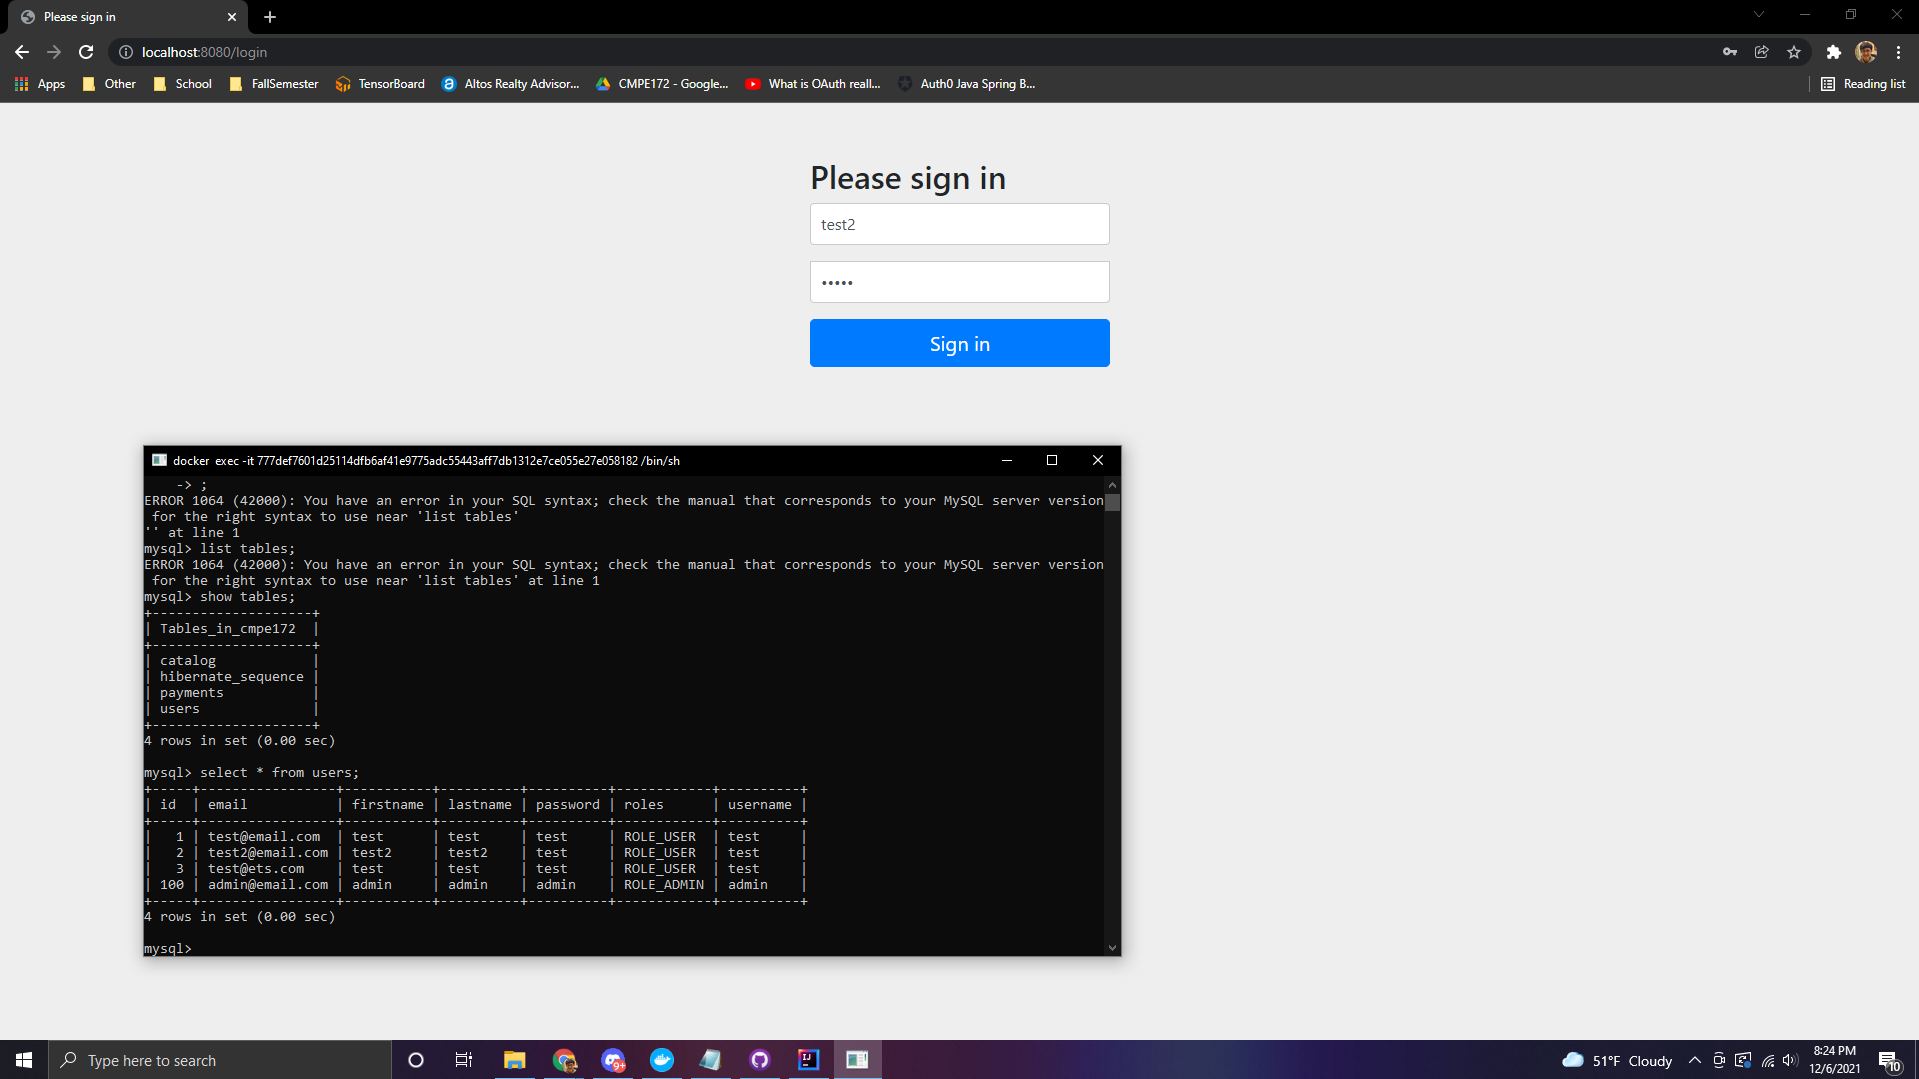 Please sign in
localhost:8080/login
Apps Other School FallSemester TensorBoard Altos Realty Advisor... CMPE172 - Google... What is OAuth reall... Auth0 Java Spring B... Reading list
Please sign in
test2
•••••
Sign in
docker exec -it 777def7601d25114dfb6af41e9775adc55443aff7db1312e7ce055e27e058182 /bin/sh
    -> ;
ERROR 1064 (42000): You have an error in your SQL syntax; check the manual that corresponds to your MySQL server version
 for the right syntax to use near 'list tables'
'' at line 1
mysql> list tables;
ERROR 1064 (42000): You have an error in your SQL syntax; check the manual that corresponds to your MySQL server version
 for the right syntax to use near 'list tables' at line 1
mysql> show tables;
+--------------------+
| Tables_in_cmpe172  |
+--------------------+
| catalog            |
| hibernate_sequence |
| payments           |
| users              |
+--------------------+
4 rows in set (0.00 sec)
mysql> select * from users;
+-----+-----------------+-----------+----------+----------+------------+----------+
| id  | email           | firstname | lastname | password | roles      | username |
+-----+-----------------+-----------+----------+----------+------------+----------+
|   1 | test@email.com  | test      | test     | test     | ROLE_USER  | test     |
|   2 | test2@email.com | test2     | test2    | test     | ROLE_USER  | test     |
|   3 | test@ets.com    | test      | test     | test     | ROLE_USER  | test     |
| 100 | admin@email.com | admin     | admin    | admin    | ROLE_ADMIN | admin    |
+-----+-----------------+-----------+----------+----------+------------+----------+
4 rows in set (0.00 sec)
mysql>
Type here to search
9+
IJ
51°F Cloudy
8:24 PM
12/6/2021
10